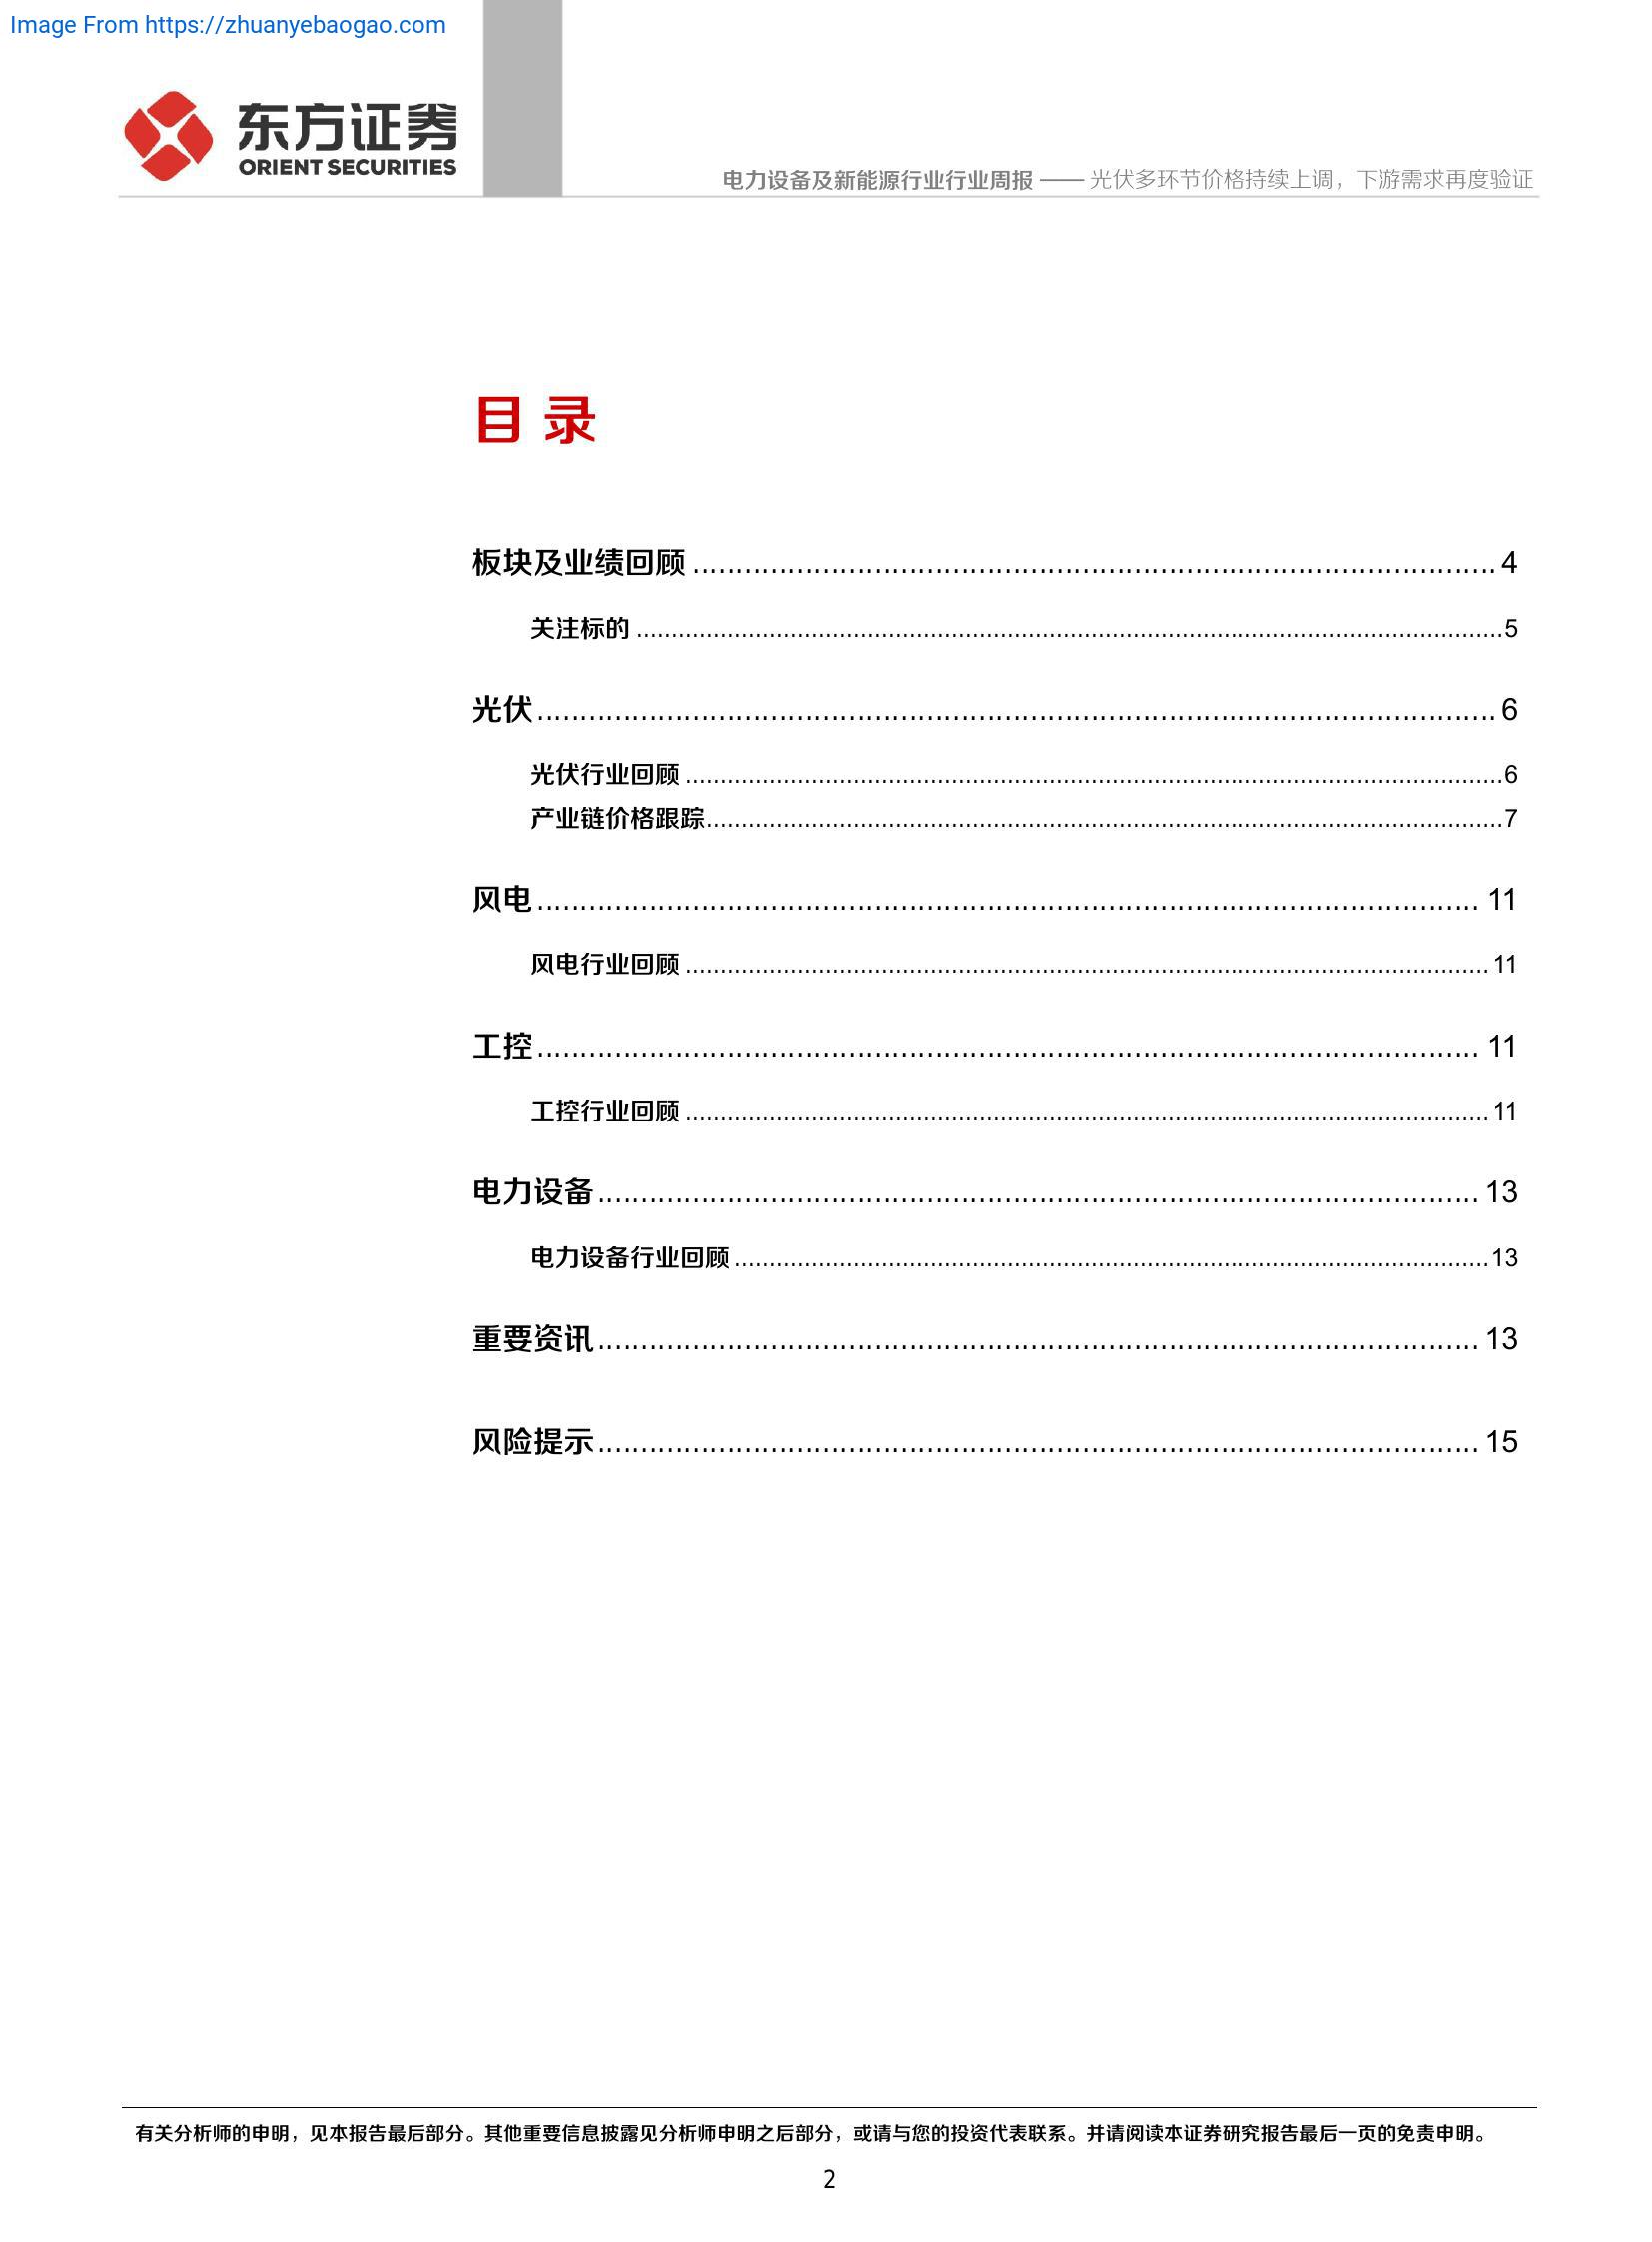 Image From https://zhuanyebaogao.com
东方证券
ORIENT SECURITIES
电力设备及新能源行业行业周报 —— 光伏多环节价格持续上调，下游需求再度验证
目 录
板块及业绩回顾 4
关注标的 5
光伏 6
光伏行业回顾 6
产业链价格跟踪 7
风电 11
风电行业回顾 11
工控 11
工控行业回顾 11
电力设备 13
电力设备行业回顾 13
重要资讯 13
风险提示 15
有关分析师的申明，见本报告最后部分。其他重要信息披露见分析师申明之后部分，或请与您的投资代表联系。并请阅读本证券研究报告最后一页的免责申明。
2